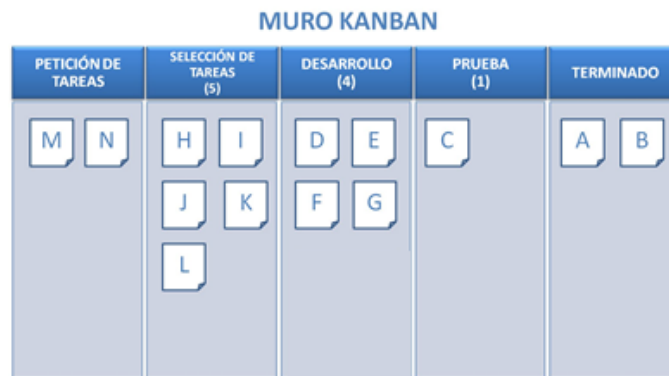 MURO KANBAN
PETICIÓN DE
TAREAS
SELECCIÓN DE
TAREAS
(5)
DESARROLLO
(4)
PRUEBA
(1)
TERMINADO
M N
H I
J K
L
D E
F G
C
A B